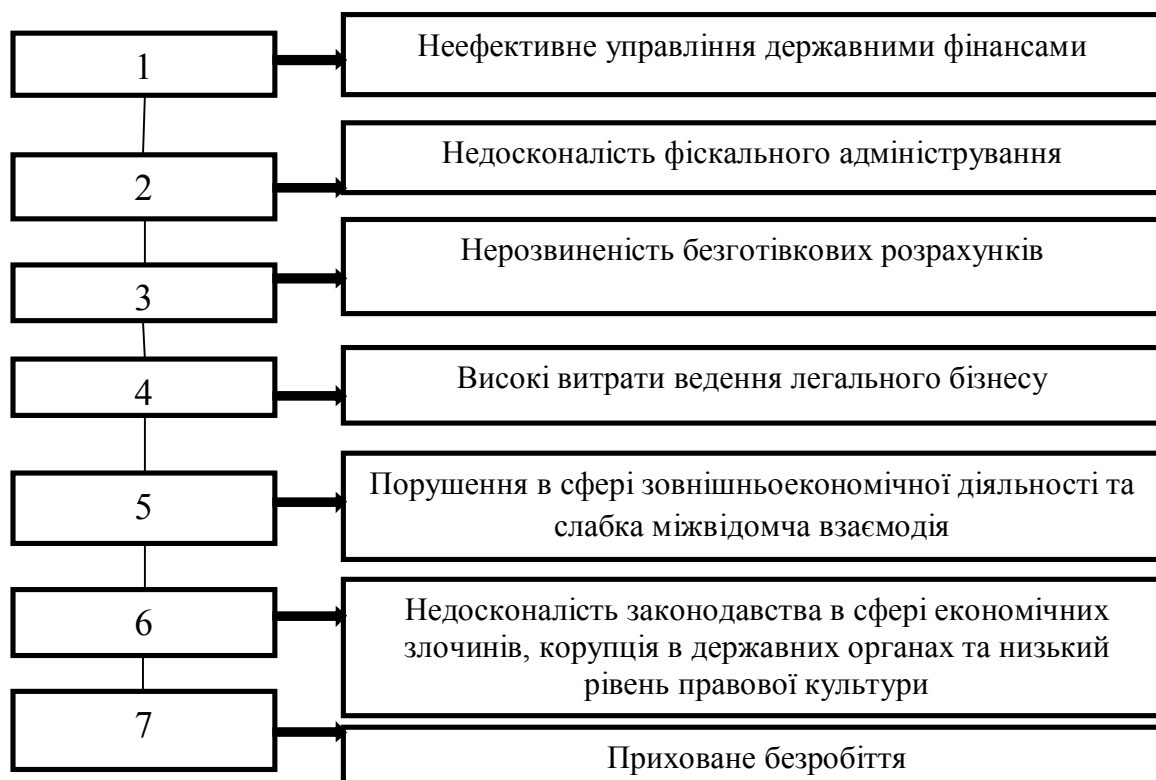 1
Неефективне управління державними фінансами
2
Недосконалість фіскального адміністрування
3
Нерозвиненість безготівкових розрахунків
4
Високі витрати ведення легального бізнесу
5
Порушення в сфері зовнішньоекономічної діяльності та
слабка міжвідомча взаємодія
6
Недосконалість законодавства в сфері економічних
злочинів, корупція в державних органах та низький
рівень правової культури
7
Приховане безробіття